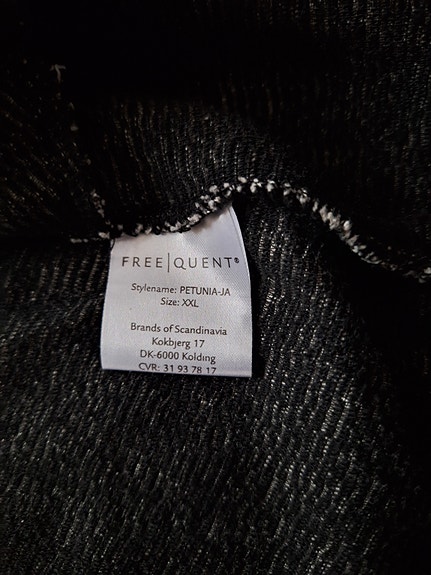 FREE|QUENT®
Stylename: PETUNIA-JA
Size: XXL
Brands of Scandinavia
Kokbjerg 17
DK-6000 Kolding
CVR: 31 93 78 17